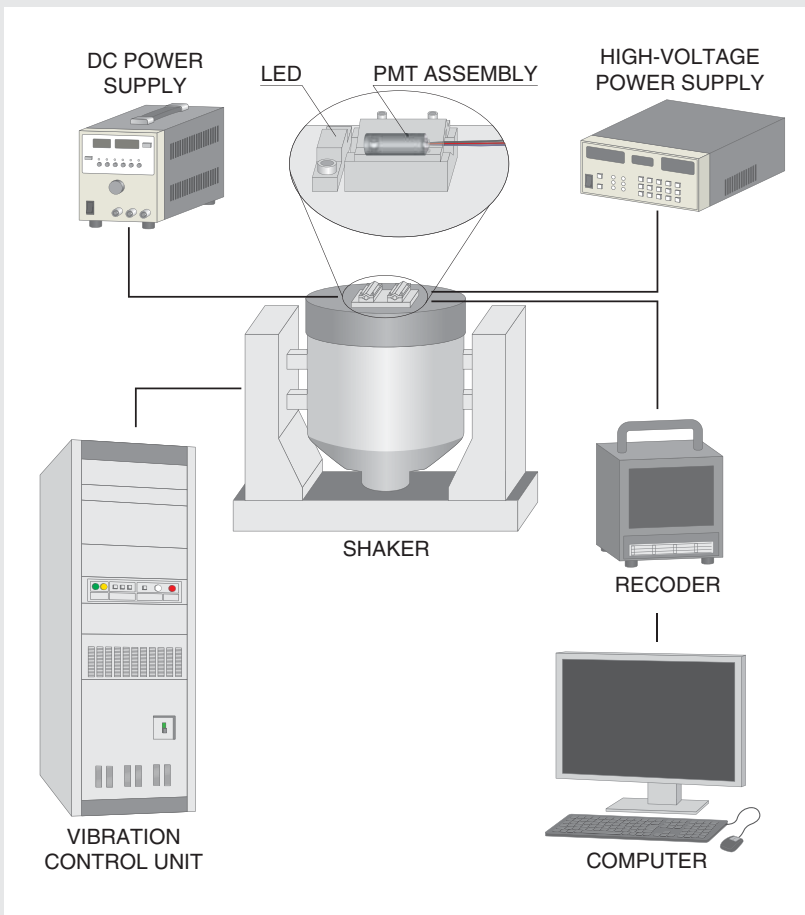 DC POWER
SUPPLY
LED
PMT ASSEMBLY
HIGH-VOLTAGE
POWER SUPPLY
SHAKER
RECODER
VIBRATION
CONTROL UNIT
COMPUTER